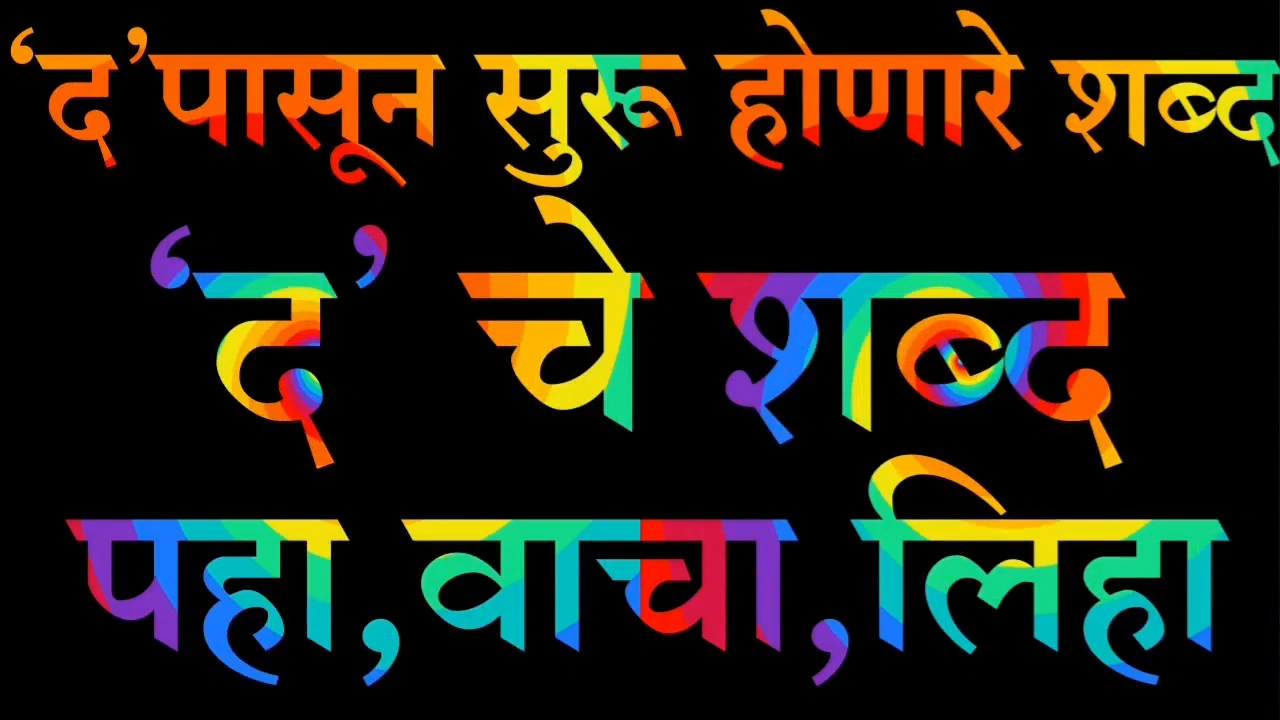 ‘द’पासून सुरू होणारे शब्द
‘द’ चे शब्द
पहा,वाचा,लिहा